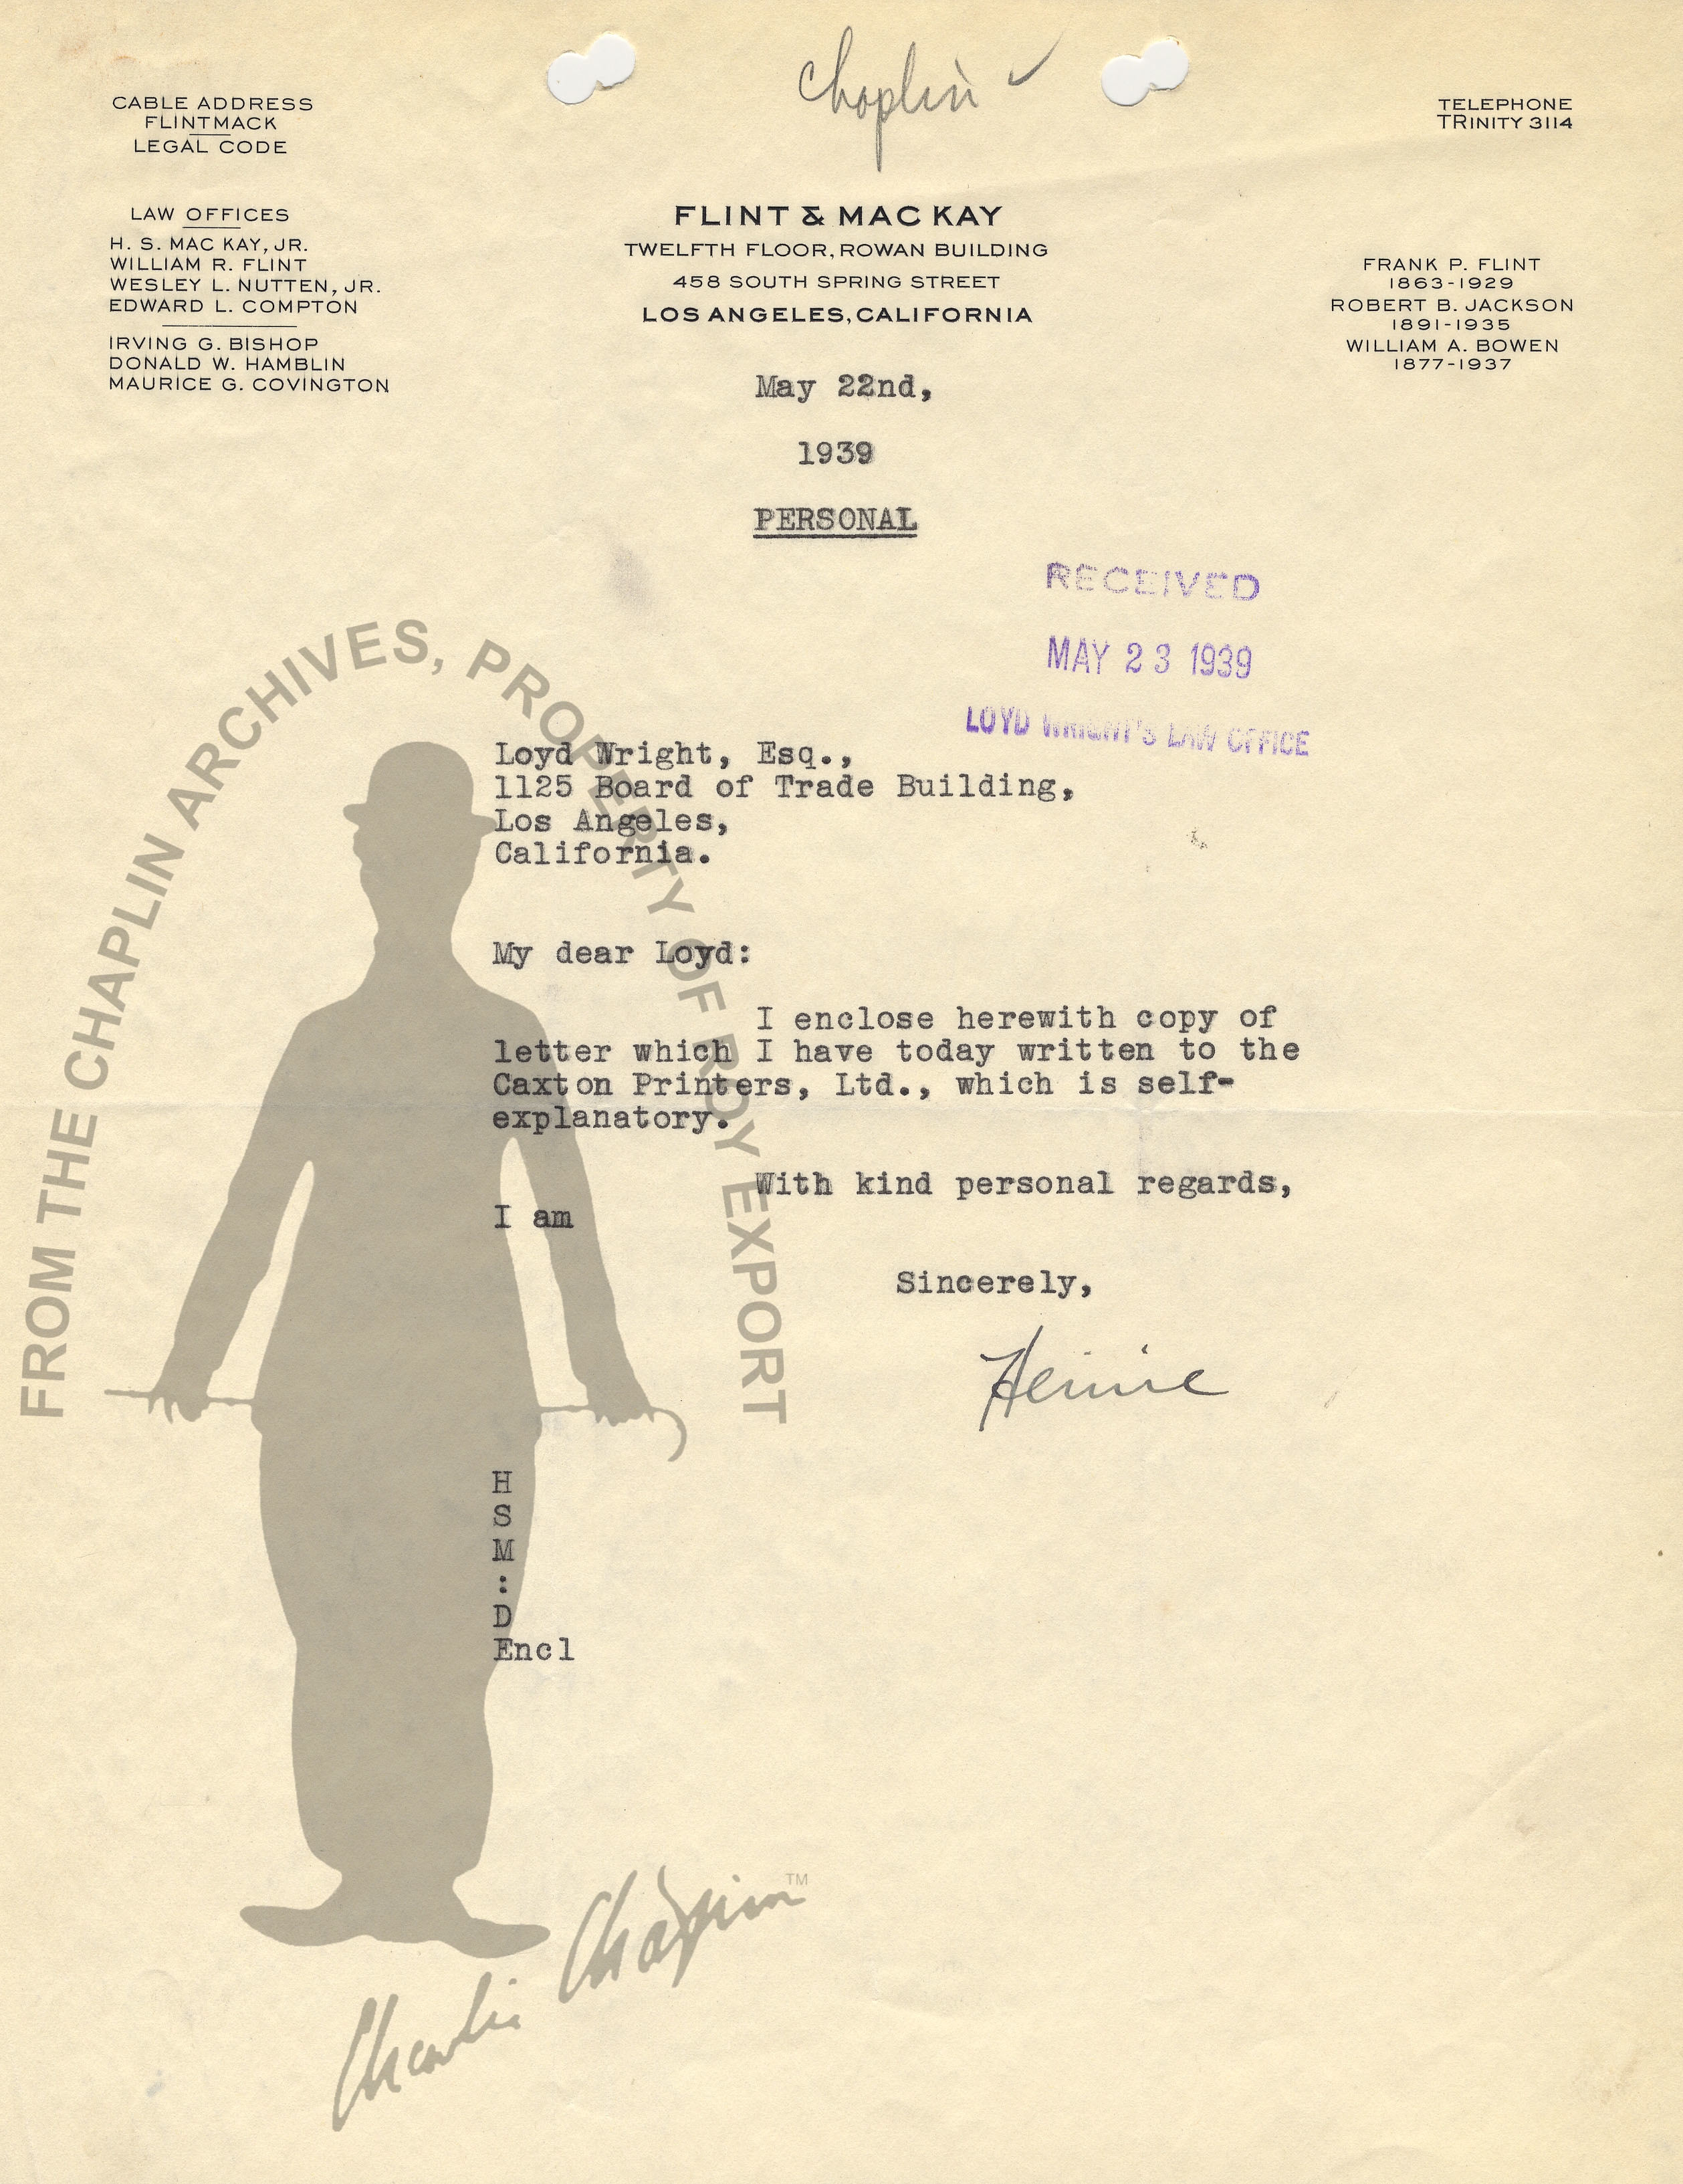 Chaplin
CABLE ADDRESS
FLINTMACK
LEGAL CODE
TELEPHONE
TRINITY 3114
LAW OFFICES
H. S. MAC KAY, JR.
WILLIAM R. FLINT
WESLEY L. NUTTEN, JR.
EDWARD L. COMPTON
IRVING G. BISHOP
DONALD W. HAMBLIN
MAURICE G. COVINGTON
FLINT & MAC KAY
TWELFTH FLOOR, ROWAN BUILDING
458 SOUTH SPRING STREET
LOS ANGELES, CALIFORNIA
FRANK P. FLINT
1863-1929
ROBERT B. JACKSON
1891-1935
WILLIAM A. BOWEN
1877-1937
May 22nd,
1939
PERSONAL
RECEIVED
MAY 23 1939
LOYD WRIGHT'S LAW OFFICE
FROM THE CHAPLIN ARCHIVES, PROPERTY OF ROY EXPORT
Loyd Wright, Esq.,
1125 Board of Trade Building,
Los Angeles,
California.
My dear Loyd:
I enclose herewith copy of
letter which I have today written to the
Caxton Printers, Ltd., which is self-
explanatory.
With kind personal regards,
I am
Sincerely,
Heinie
H
S
M
:
D
Encl
Charlie Chaplin TM